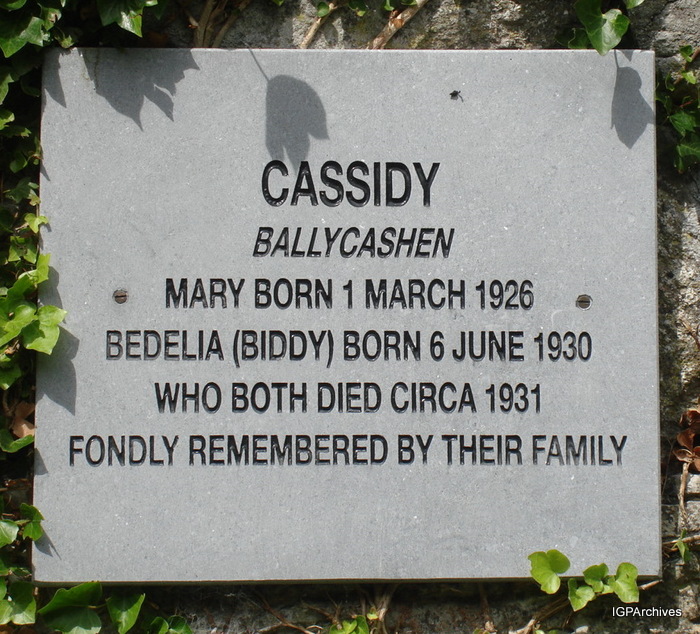 CASSIDY
BALLYCASHEN
MARY BORN 1 MARCH 1926
BEDELIA (BIDDY) BORN 6 JUNE 1930
WHO BOTH DIED CIRCA 1931
FONDLY REMEMBERED BY THEIR FAMILY
IGPArchives